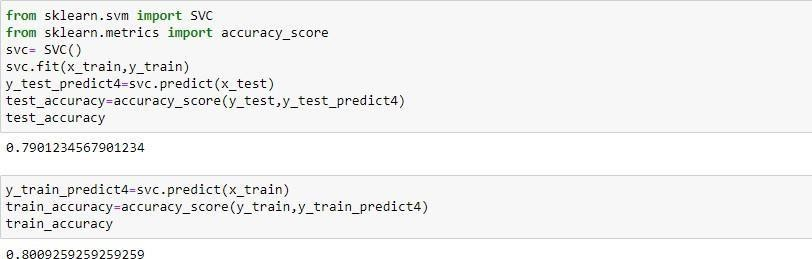 from sklearn.svm import SVC
from sklearn.metrics import accuracy_score
svc= SVC()
svc.fit(x_train,y_train)
y_test_predict4=svc.predict(x_test)
test_accuracy=accuracy_score(y_test,y_test_predict4)
test_accuracy
0.7901234567901234
y_train_predict4=svc.predict(x_train)
train_accuracy=accuracy_score(y_train,y_train_predict4)
train_accuracy
0.8009259259259259